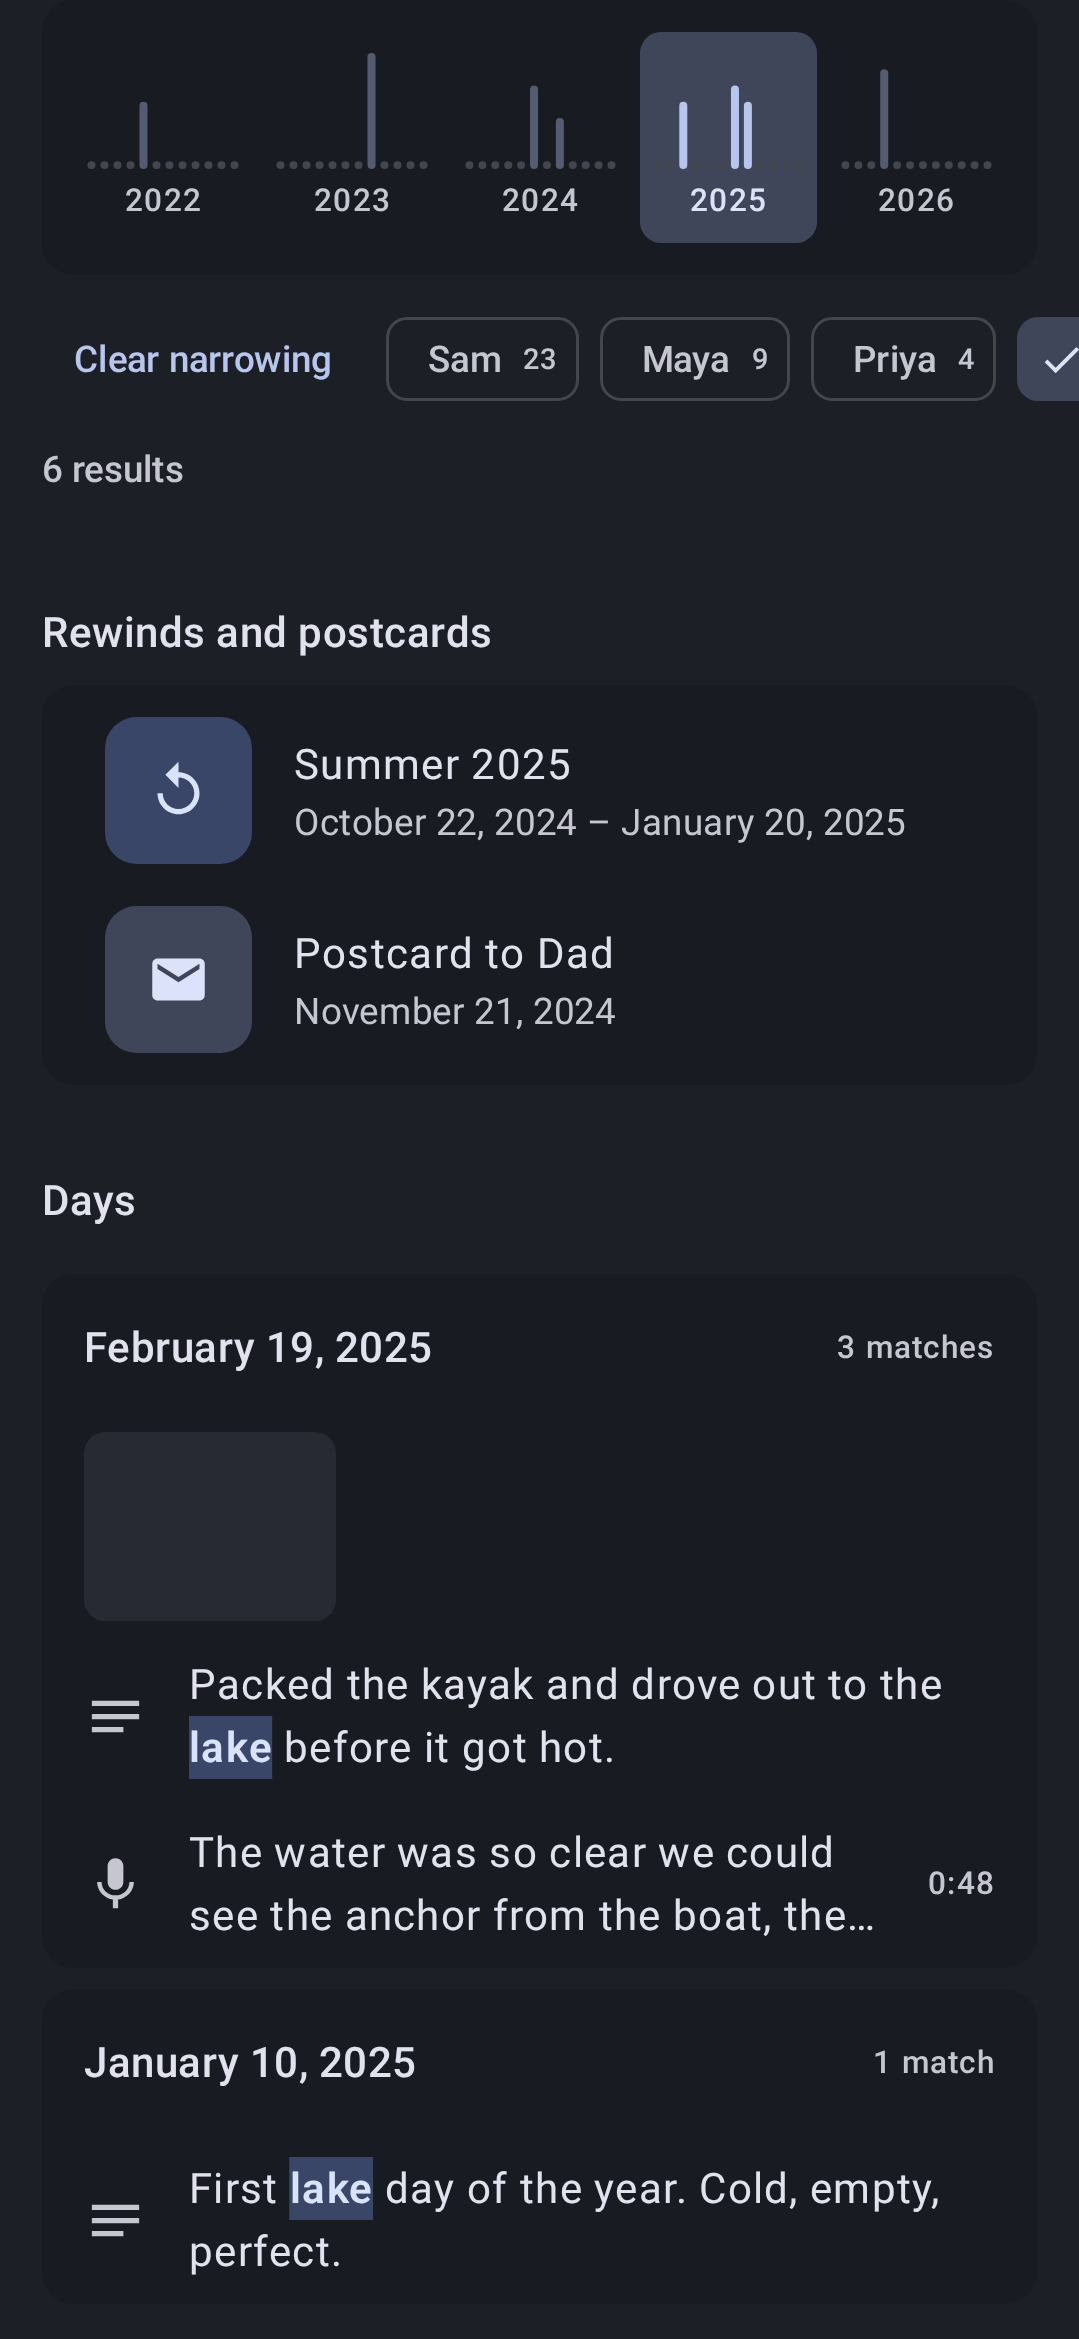 2022 2023 2024 2025 2026
Clear narrowing Sam 23 Maya 9 Priya 4
6 results
Rewinds and postcards
Summer 2025
October 22, 2024 – January 20, 2025
Postcard to Dad
November 21, 2024
Days
February 19, 2025 3 matches
Packed the kayak and drove out to the
lake before it got hot.
The water was so clear we could
see the anchor from the boat, the…
0:48
January 10, 2025 1 match
First lake day of the year. Cold, empty,
perfect.